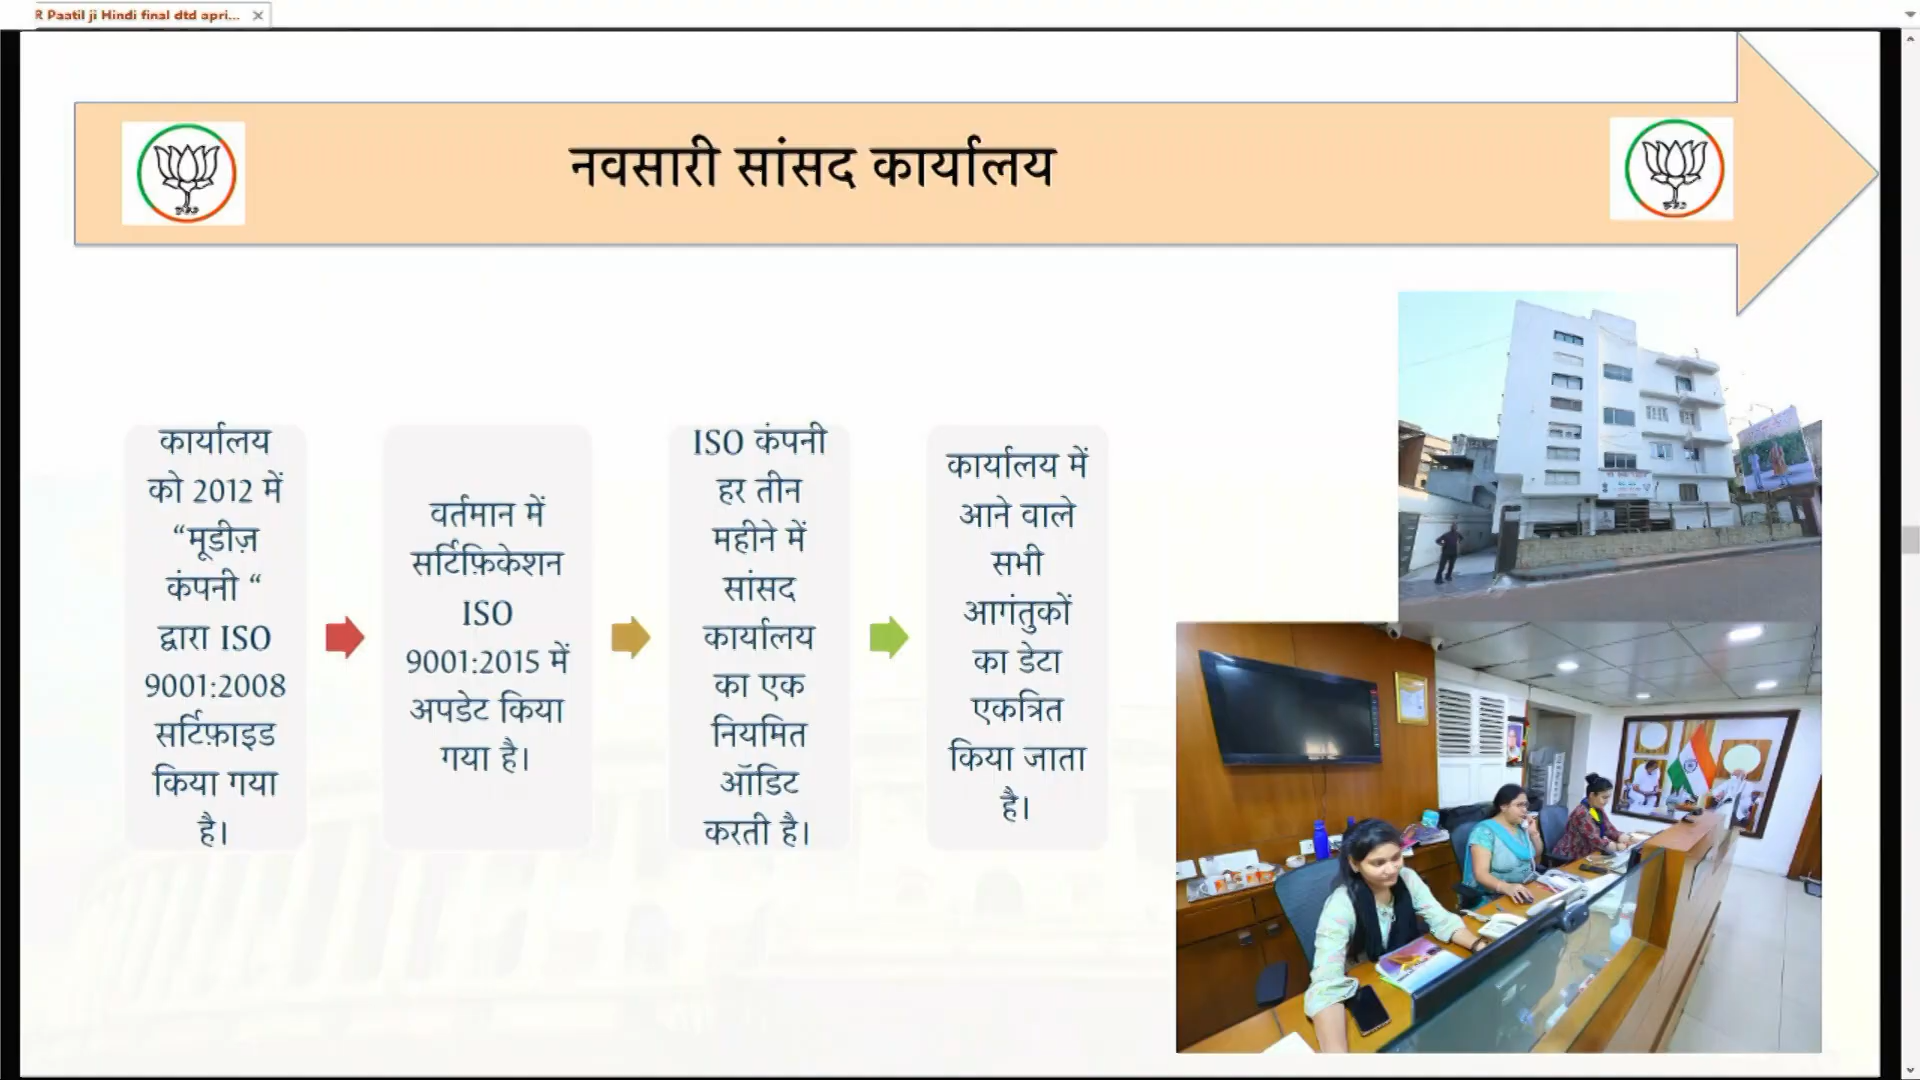 R Paatil ji Hindi final dtd apri...
नवसारी सांसद कार्यालय
कार्यालय
को 2012 में
“मूडीज़
कंपनी “
द्वारा ISO
9001:2008
सर्टिफ़ाइड
किया गया
है।
वर्तमान में
सर्टिफ़िकेशन
ISO
9001:2015 में
अपडेट किया
गया है।
ISO कंपनी
हर तीन
महीने में
सांसद
कार्यालय
का एक
नियमित
ऑडिट
करती है।
कार्यालय में
आने वाले
सभी
आगंतुकों
का डेटा
एकत्रित
किया जाता
है।